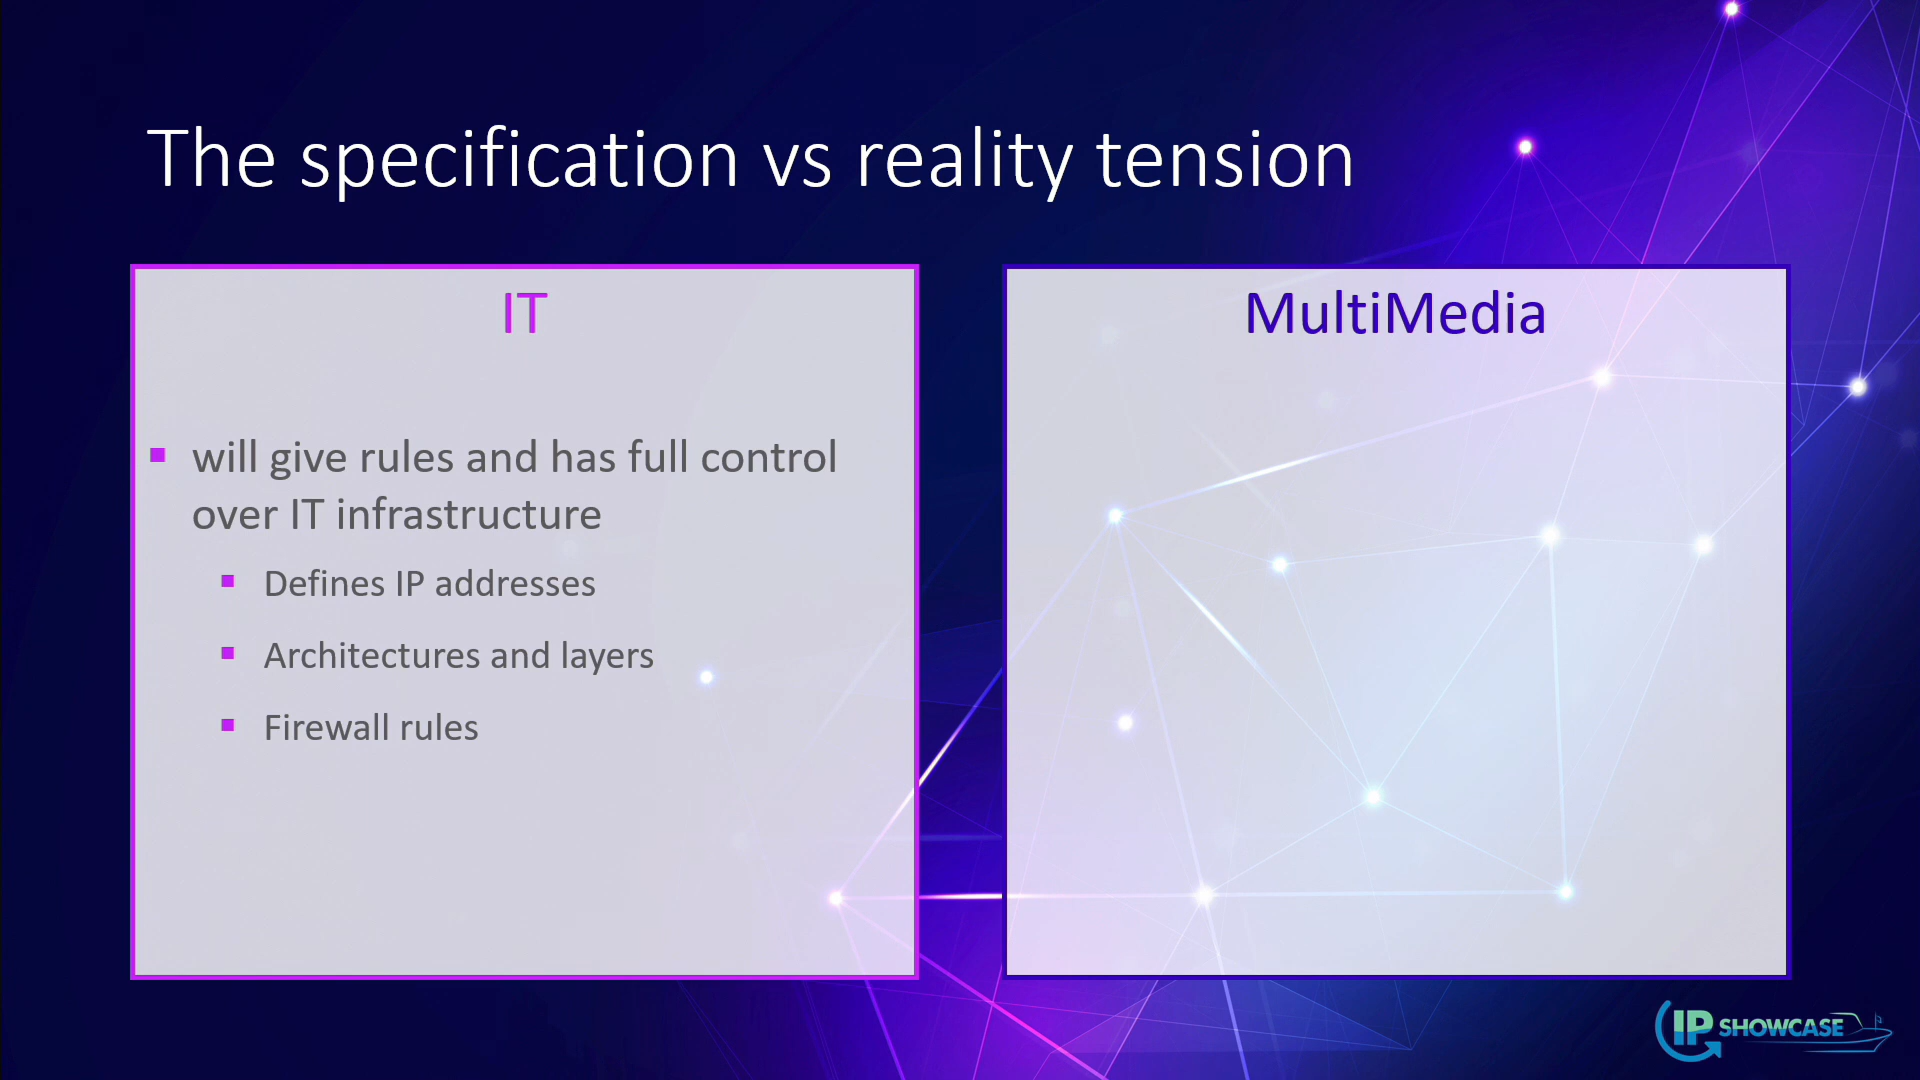 The specification vs reality tension
IT
will give rules and has full control
over IT infrastructure
Defines IP addresses
Architectures and layers
Firewall rules
MultiMedia
IP SHOWCASE